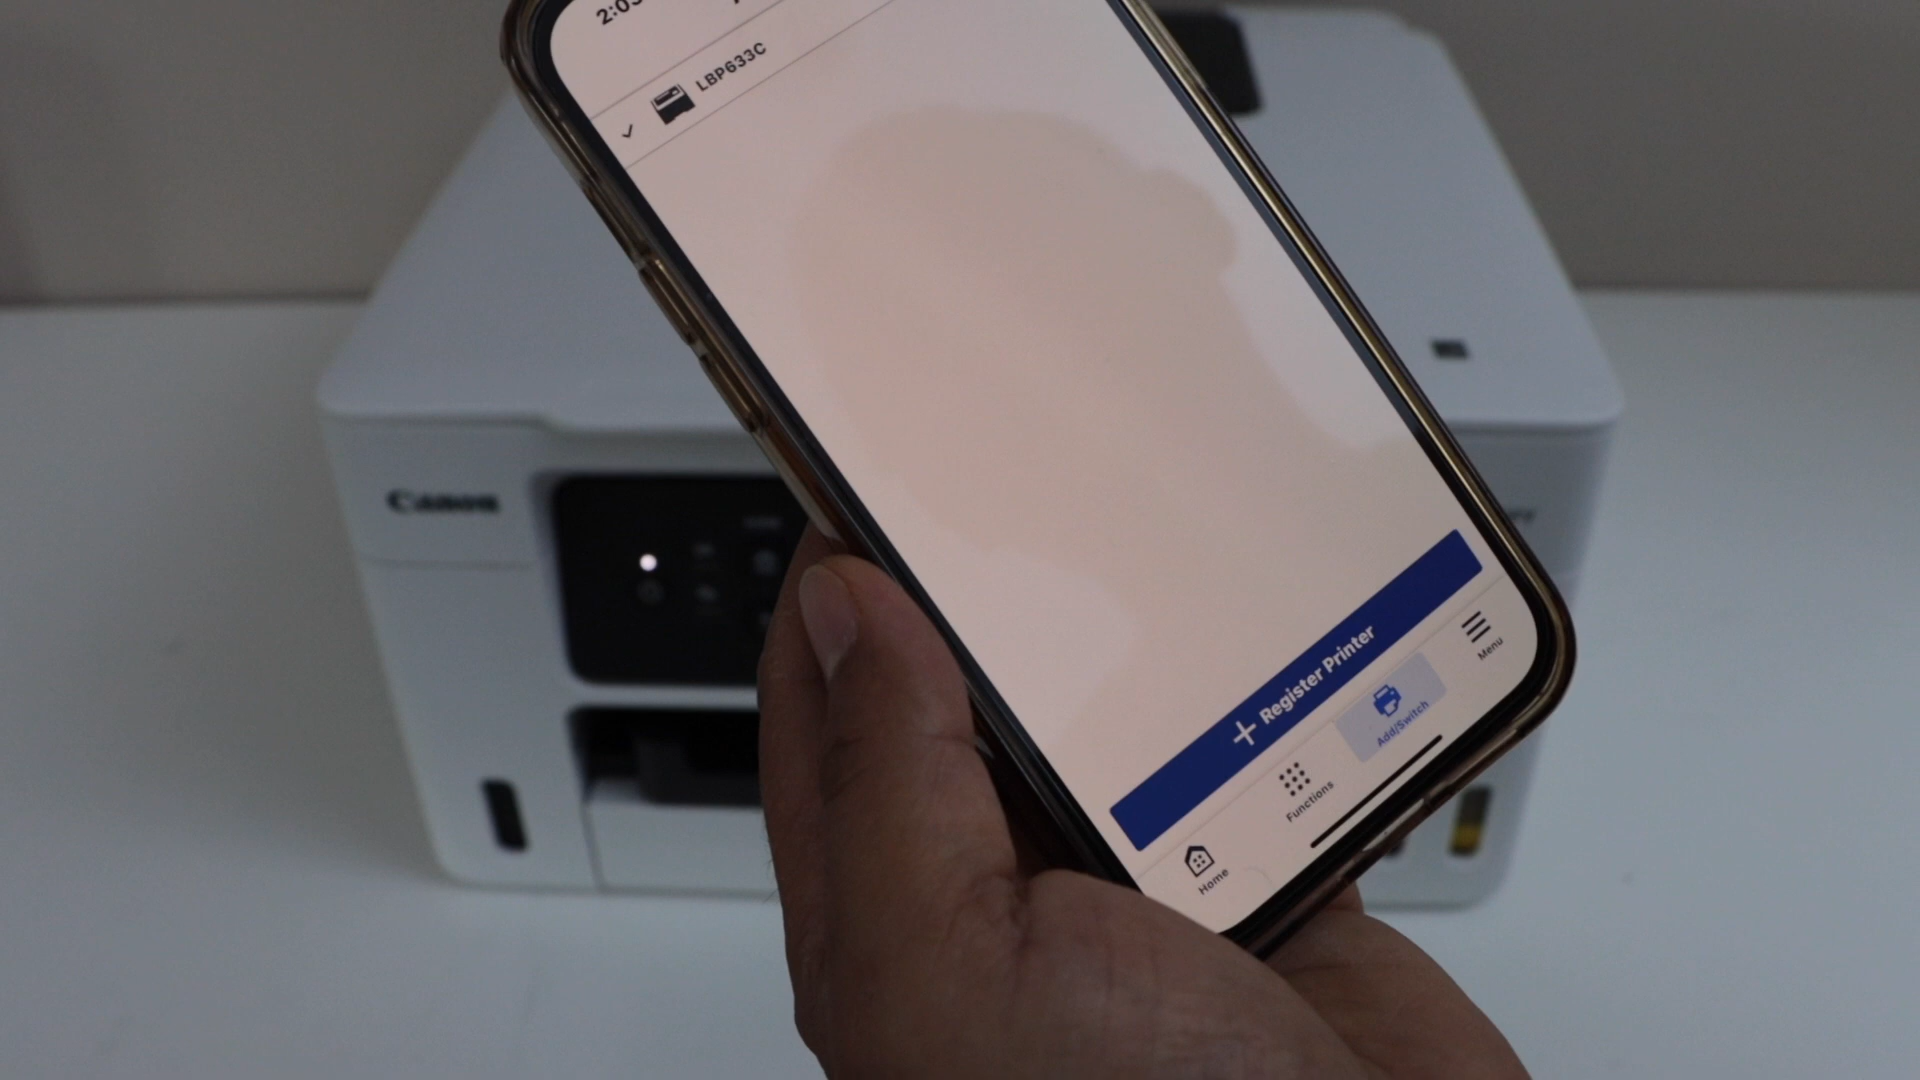 LBP633C
Canon
+ Register Printer
Menu
Add/Switch
Functions
Home